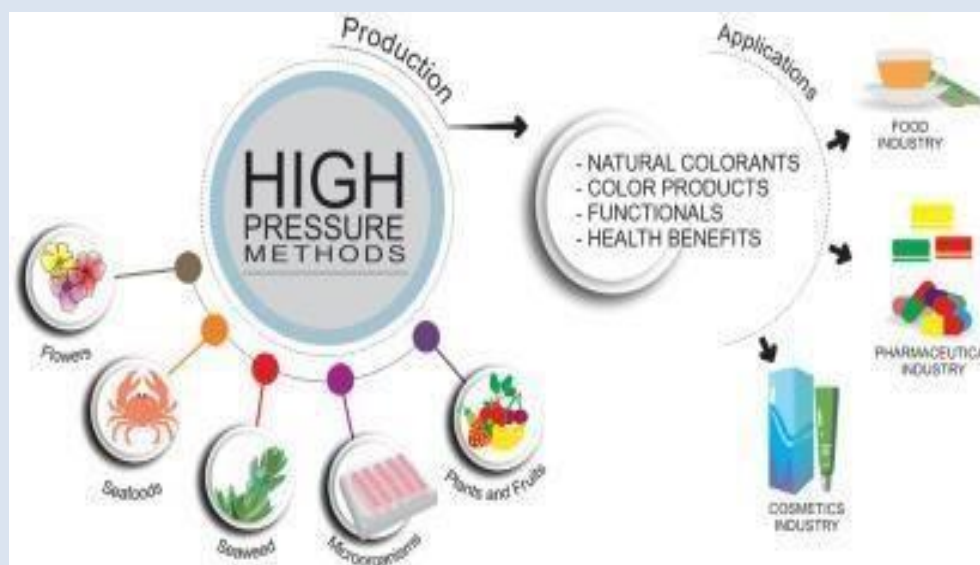 Production
HIGH
PRESSURE
METHODS
Flowers
Seafoods
Seaweed
Microorganisms
Plants and Fruits
- NATURAL COLORANTS
- COLOR PRODUCTS
- FUNCTIONALS
- HEALTH BENEFITS
Applications
FOOD
INDUSTRY
PHARMACEUTICA
INDUSTRY
COSMETICS
INDUSTRY